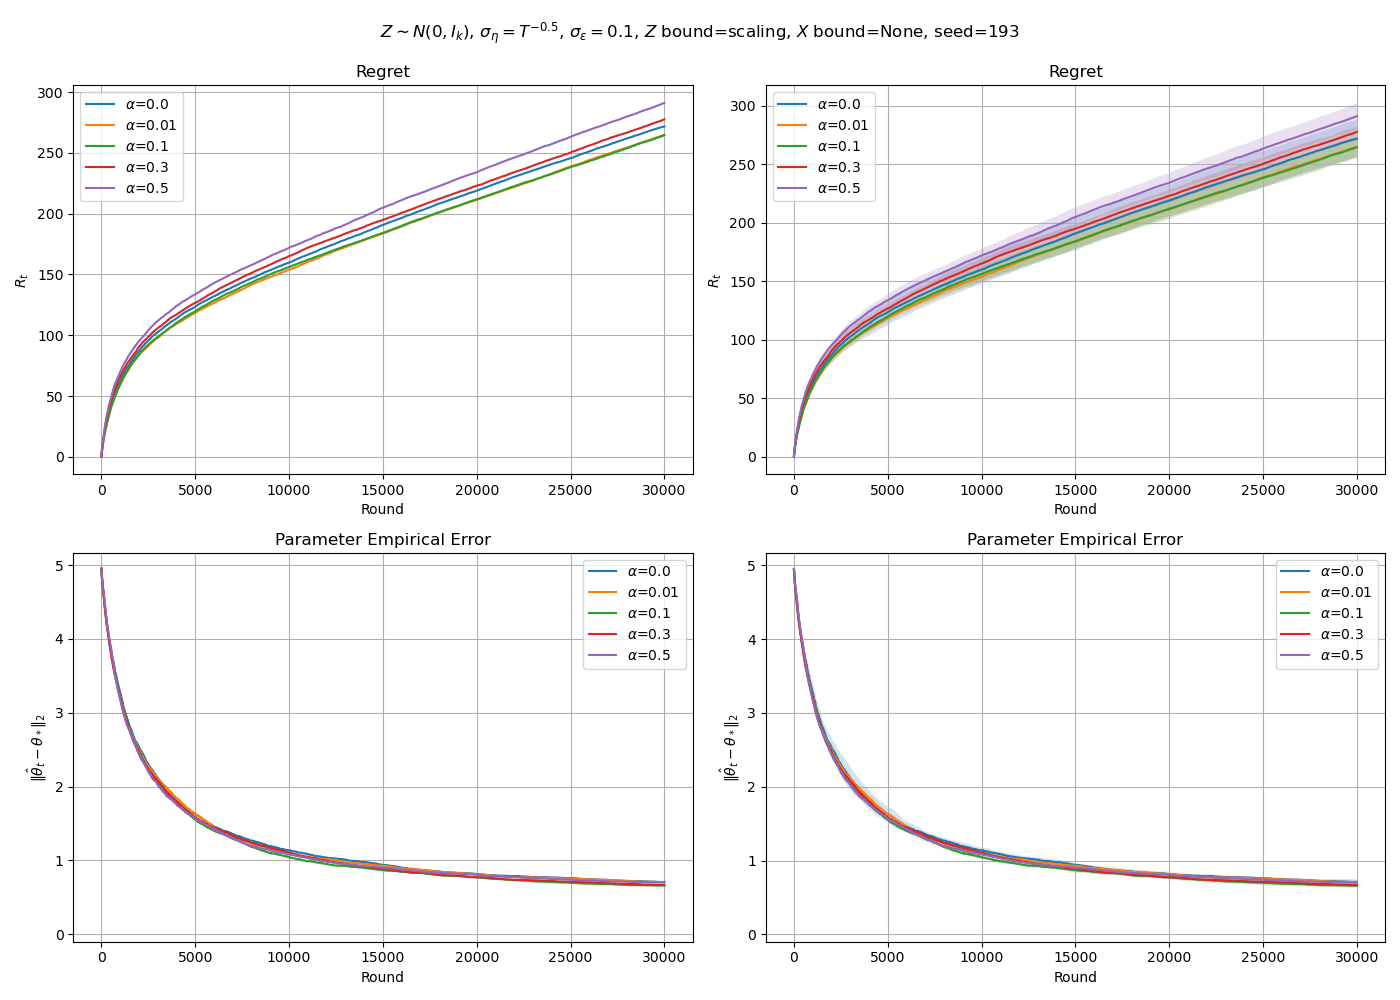 Z ∼ N(0, I_k), σ_η = T^{−0.5}, σ_ε = 0.1, Z bound=scaling, X bound=None, seed=193
Regret
R_t
300
250
200
150
100
50
0
α=0.0
α=0.01
α=0.1
α=0.3
α=0.5
0 5000 10000 15000 20000 25000 30000
Round
Regret
R_t
300
250
200
150
100
50
0
α=0.0
α=0.01
α=0.1
α=0.3
α=0.5
0 5000 10000 15000 20000 25000 30000
Round
Parameter Empirical Error
‖θ̂_t − θ_*‖_2
5
4
3
2
1
0
α=0.0
α=0.01
α=0.1
α=0.3
α=0.5
0 5000 10000 15000 20000 25000 30000
Round
Parameter Empirical Error
‖θ̂_t − θ_*‖_2
5
4
3
2
1
0
α=0.0
α=0.01
α=0.1
α=0.3
α=0.5
0 5000 10000 15000 20000 25000 30000
Round